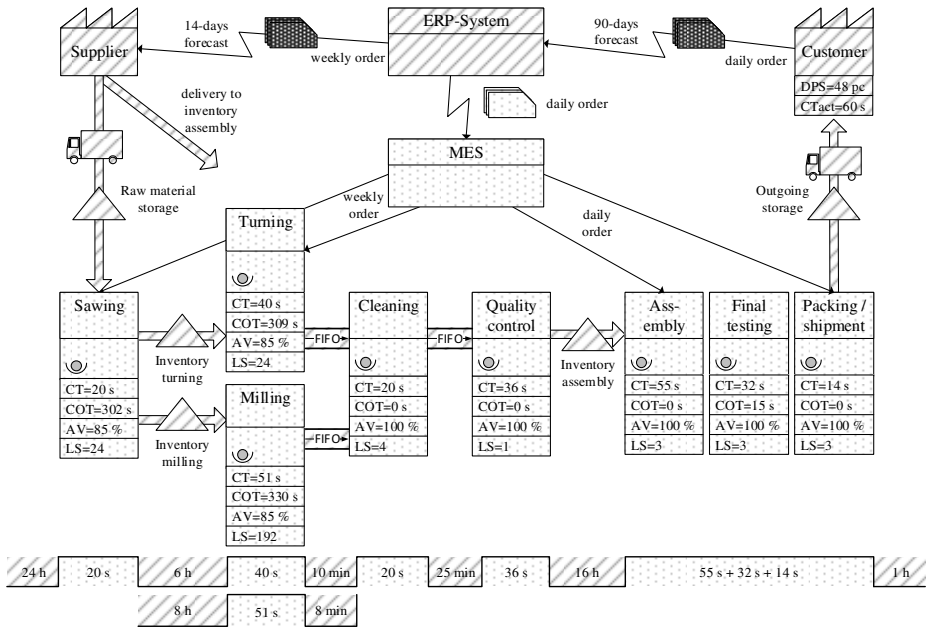 Supplier
14-days
forecast
weekly order
ERP-System
90-days
forecast
daily order
Customer
DPS=48 pc
CTact=60 s
delivery to
inventory
assembly
daily order
MES
Raw material
storage
weekly
order
daily
order
Outgoing
storage
Sawing
CT=20 s
COT=302 s
AV=85 %
LS=24
Inventory
turning
Inventory
milling
Turning
CT=40 s
COT=309 s
AV=85 %
LS=24
Milling
CT=51 s
COT=330 s
AV=85 %
LS=192
FIFO
FIFO
Cleaning
CT=20 s
COT=0 s
AV=100 %
LS=4
FIFO
Quality
control
CT=36 s
COT=0 s
AV=100 %
LS=1
Inventory
assembly
Ass-
embly
CT=55 s
COT=0 s
AV=100 %
LS=3
Final
testing
CT=32 s
COT=15 s
AV=100 %
LS=3
Packing /
shipment
CT=14 s
COT=0 s
AV=100 %
LS=3
24 h
20 s
6 h
40 s
10 min
20 s
25 min
36 s
16 h
55 s + 32 s + 14 s
1 h
8 h
51 s
8 min